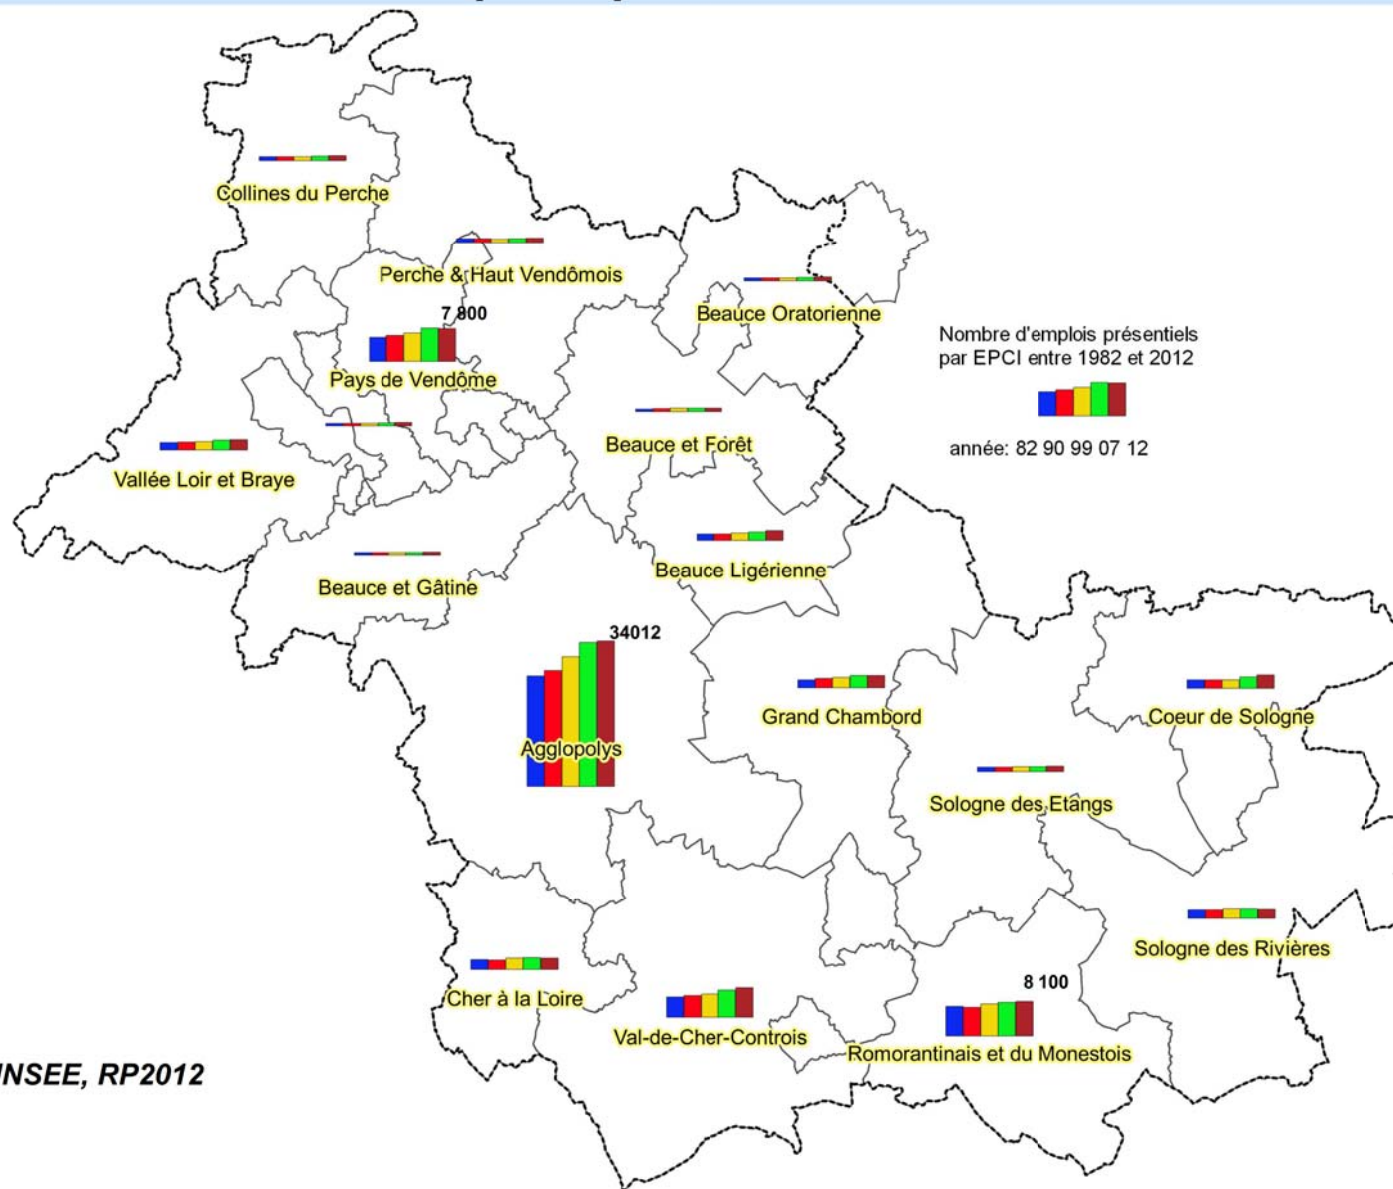 Collines du Perche
Perche & Haut Vendômois
Beauce Oratorienne
7 800
Pays de Vendôme
Nombre d'emplois présentiels
par EPCI entre 1982 et 2012
année: 82 90 99 07 12
Beauce et Forêt
Vallée Loir et Braye
Beauce Ligérienne
Beauce et Gâtine
34012
Agglopolys
Grand Chambord
Coeur de Sologne
Sologne des Etangs
Sologne des Rivières
Cher à la Loire
8 100
Val-de-Cher-Controis
Romorantinais et du Monestois
INSEE, RP2012